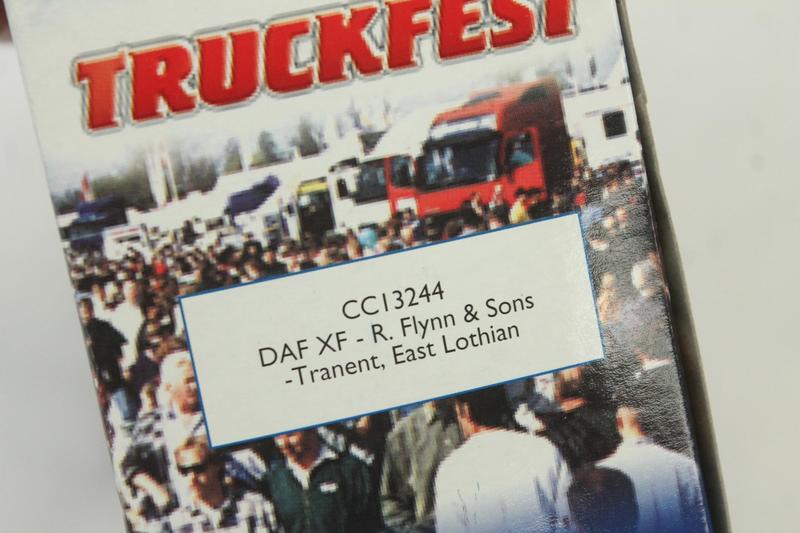 TRUCKFEST
CC13244
DAF XF - R. Flynn & Sons
-Tranent, East Lothian